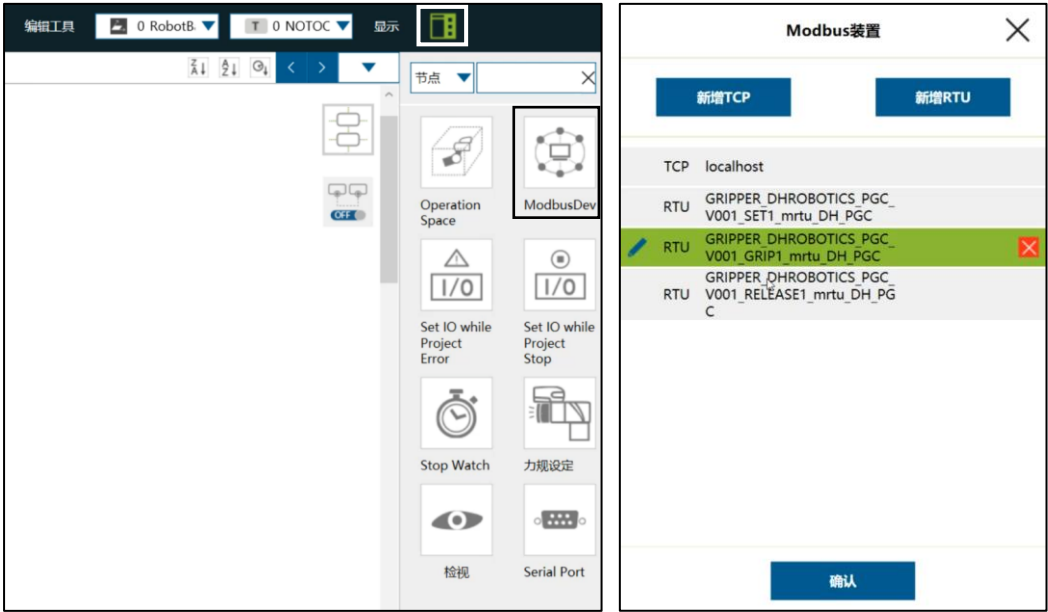 编辑工具
0 RobotB
T 0 NOTOC
显示
节点
Operation
Space
ModbusDev
I/O
I/O
Set IO while
Project
Error
Set IO while
Project
Stop
Stop Watch
力规设定
检视
Serial Port
OFF
Modbus装置
新增TCP
新增RTU
TCP localhost
RTU GRIPPER_DHROBOTICS_PGC_
V001_SET1_mrtu_DH_PGC
RTU GRIPPER_DHROBOTICS_PGC_
V001_GRIP1_mrtu_DH_PGC
RTU GRIPPER_DHROBOTICS_PGC_
V001_RELEASE1_mrtu_DH_PG
C
确认